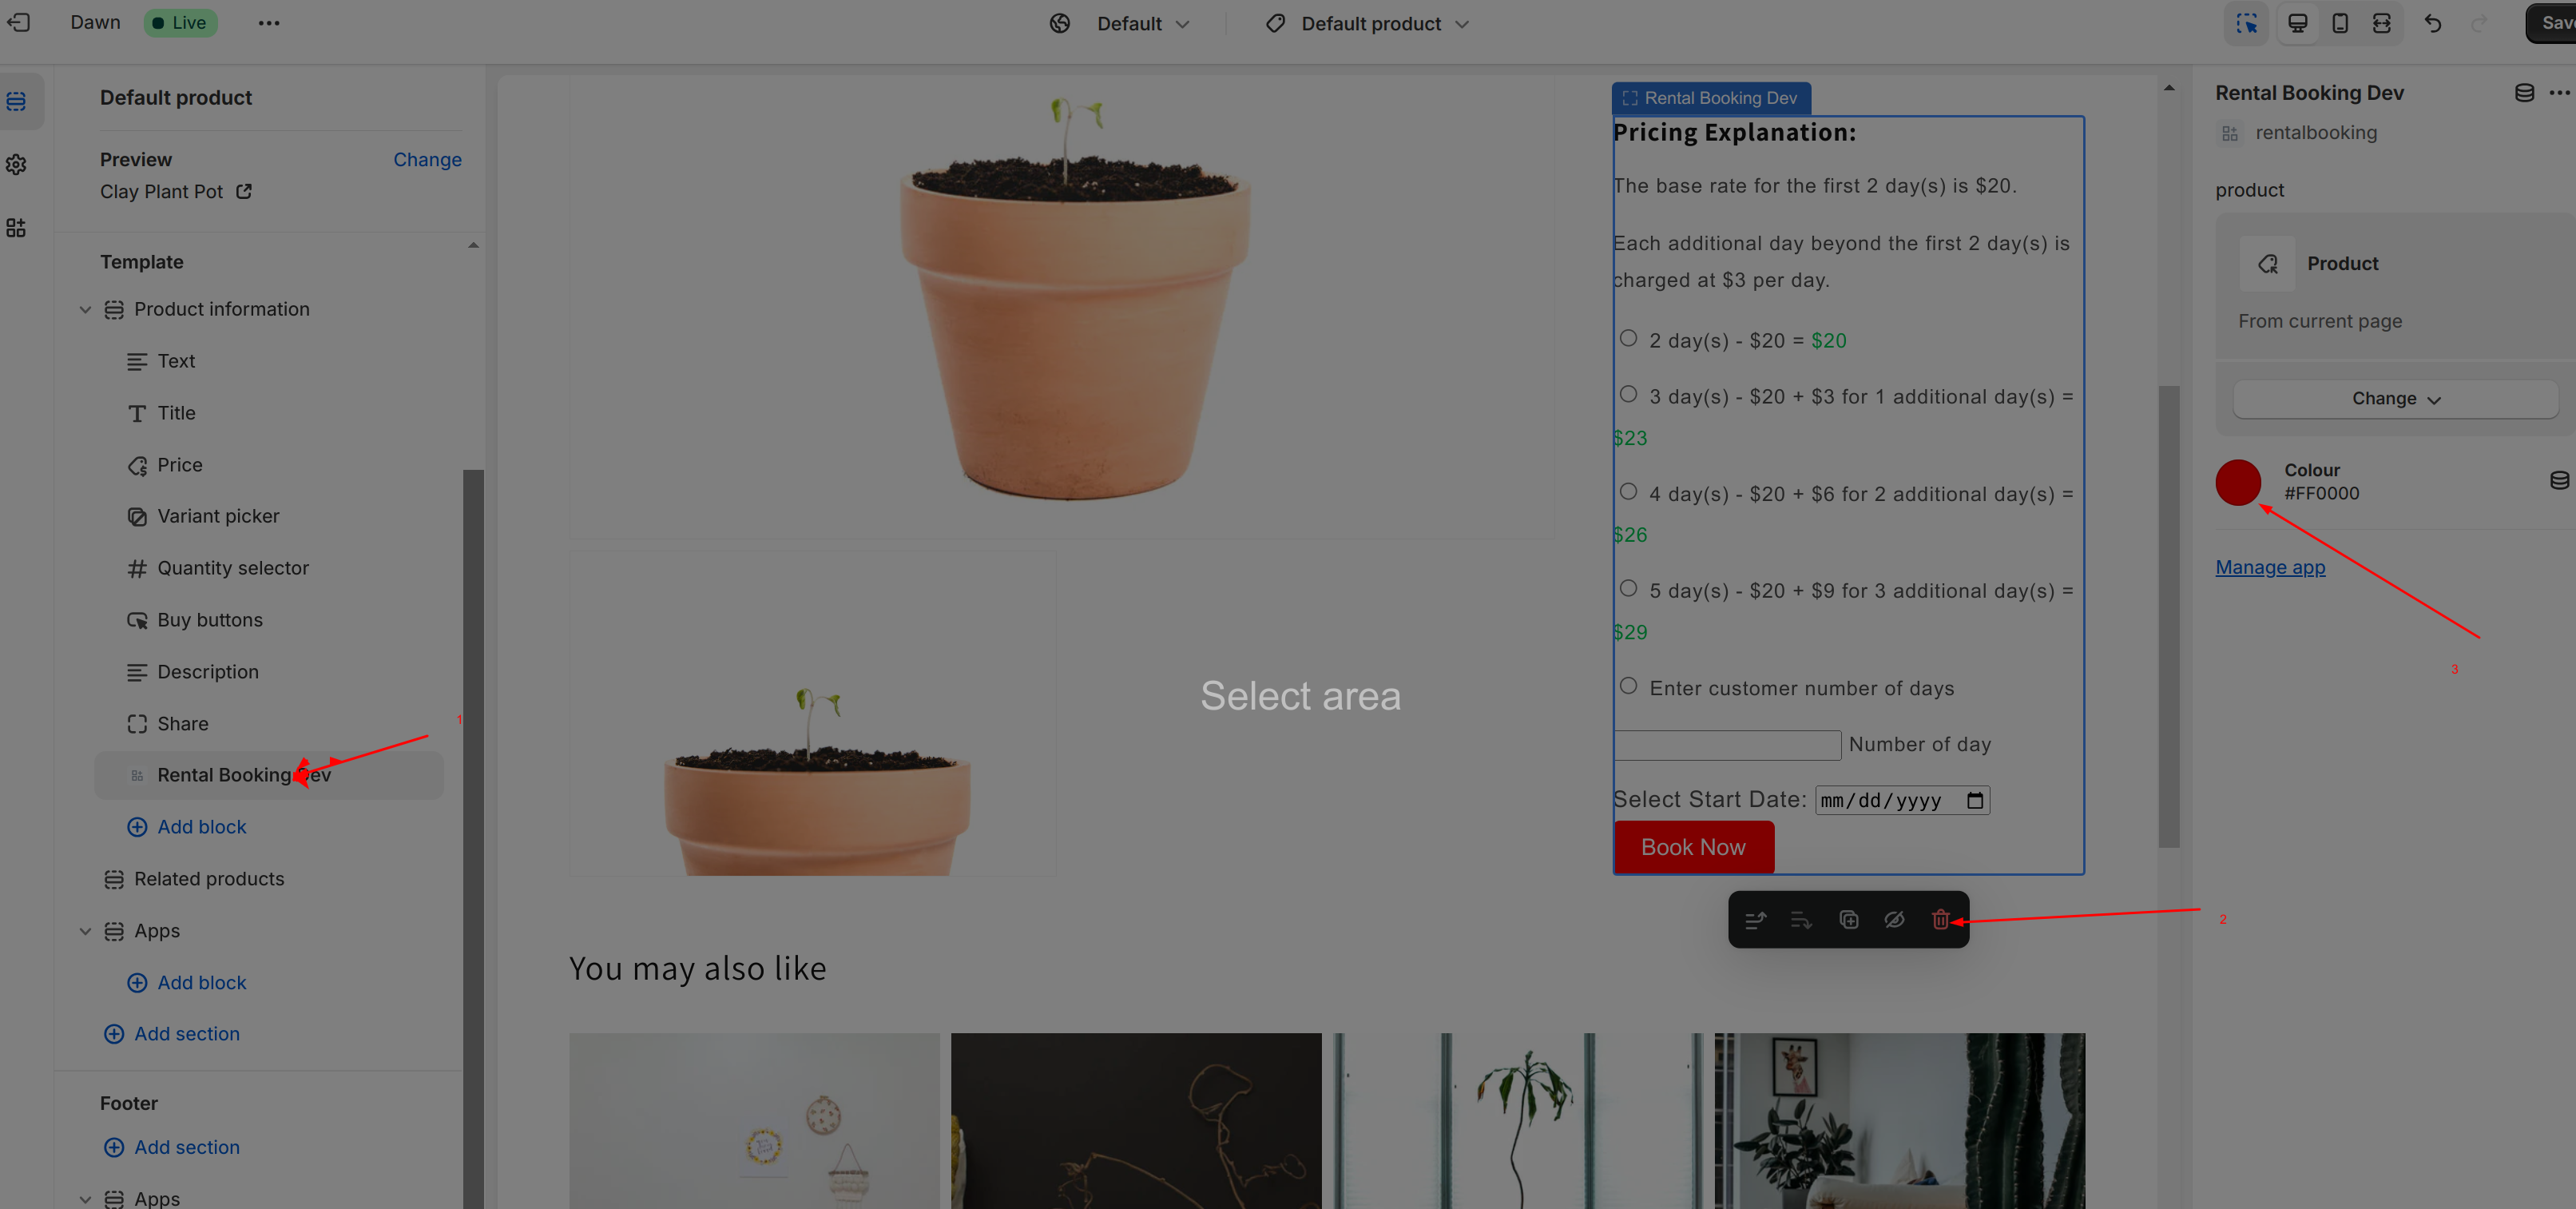 Dawn
Live
Default
Default product
Default product
Preview
Change
Clay Plant Pot
Template
Product information
Text
Title
Price
Variant picker
Quantity selector
Buy buttons
Description
Share
1
Rental Booking Dev
Add block
Related products
Apps
Add block
Add section
Footer
Add section
Apps
Rental Booking Dev
Pricing Explanation:
The base rate for the first 2 day(s) is $20.
Each additional day beyond the first 2 day(s) is
charged at $3 per day.
2 day(s) - $20 = $20
3 day(s) - $20 + $3 for 1 additional day(s) =
$23
4 day(s) - $20 + $6 for 2 additional day(s) =
$26
5 day(s) - $20 + $9 for 3 additional day(s) =
$29
Enter customer number of days
Number of day
Select Start Date: mm/dd/yyyy
Book Now
Select area
2
You may also like
Rental Booking Dev
rentalbooking
product
Product
From current page
Change
Colour
#FF0000
Manage app
3